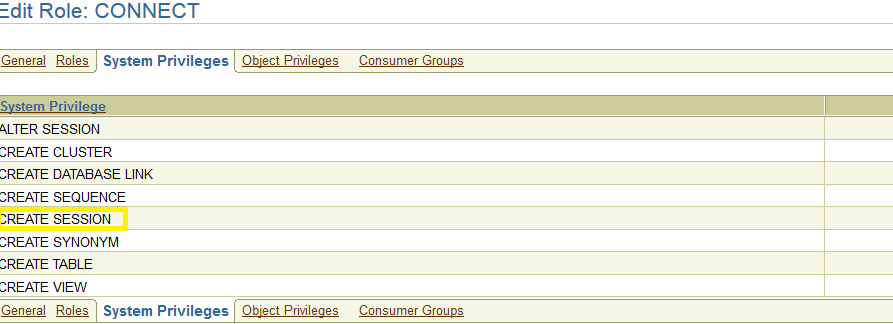 Edit Role: CONNECT
General Roles System Privileges Object Privileges Consumer Groups
System Privilege
ALTER SESSION
CREATE CLUSTER
CREATE DATABASE LINK
CREATE SEQUENCE
CREATE SESSION
CREATE SYNONYM
CREATE TABLE
CREATE VIEW
General Roles System Privileges Object Privileges Consumer Groups